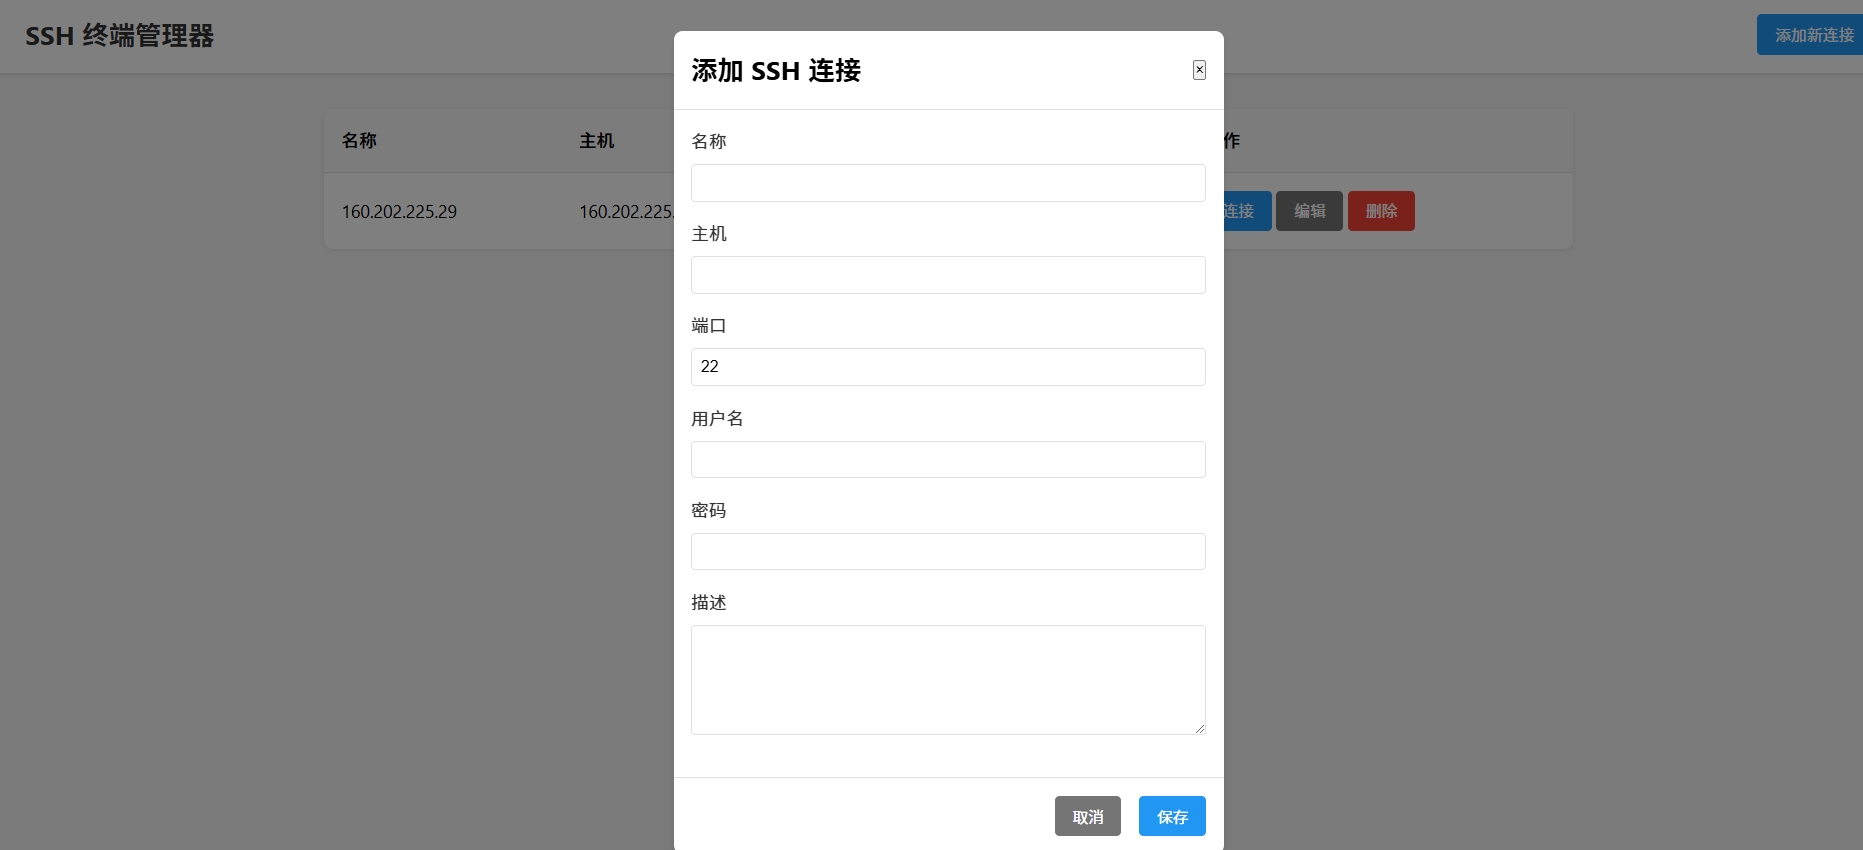 SSH 终端管理器
添加新连接
添加 SSH 连接
×
名称 主机
作
160.202.225.29 160.202.225.
连接 编辑 删除
名称
主机
端口
22
用户名
密码
描述
取消 保存